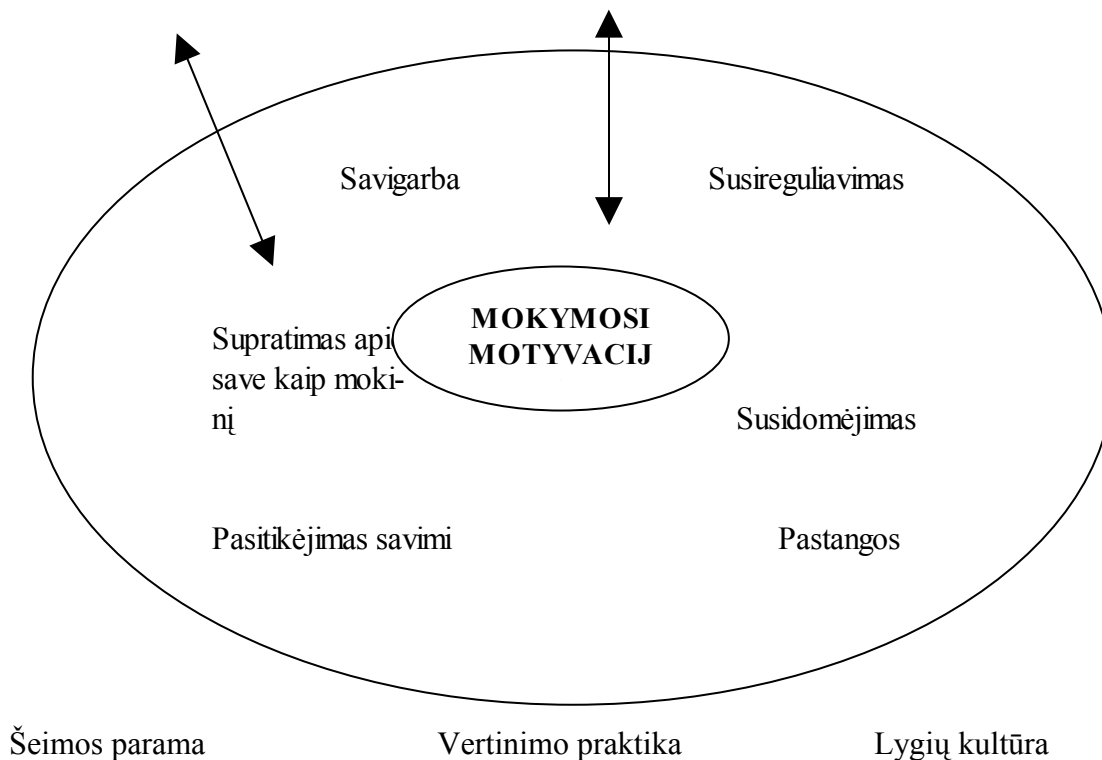 Savigarba
Susireguliavimas
MOKYMOSI
MOTYVACIJ
Supratimas api
save kaip moki-
nį
Susidomėjimas
Pasitikėjimas savimi
Pastangos
Šeimos parama
Vertinimo praktika
Lygių kultūra